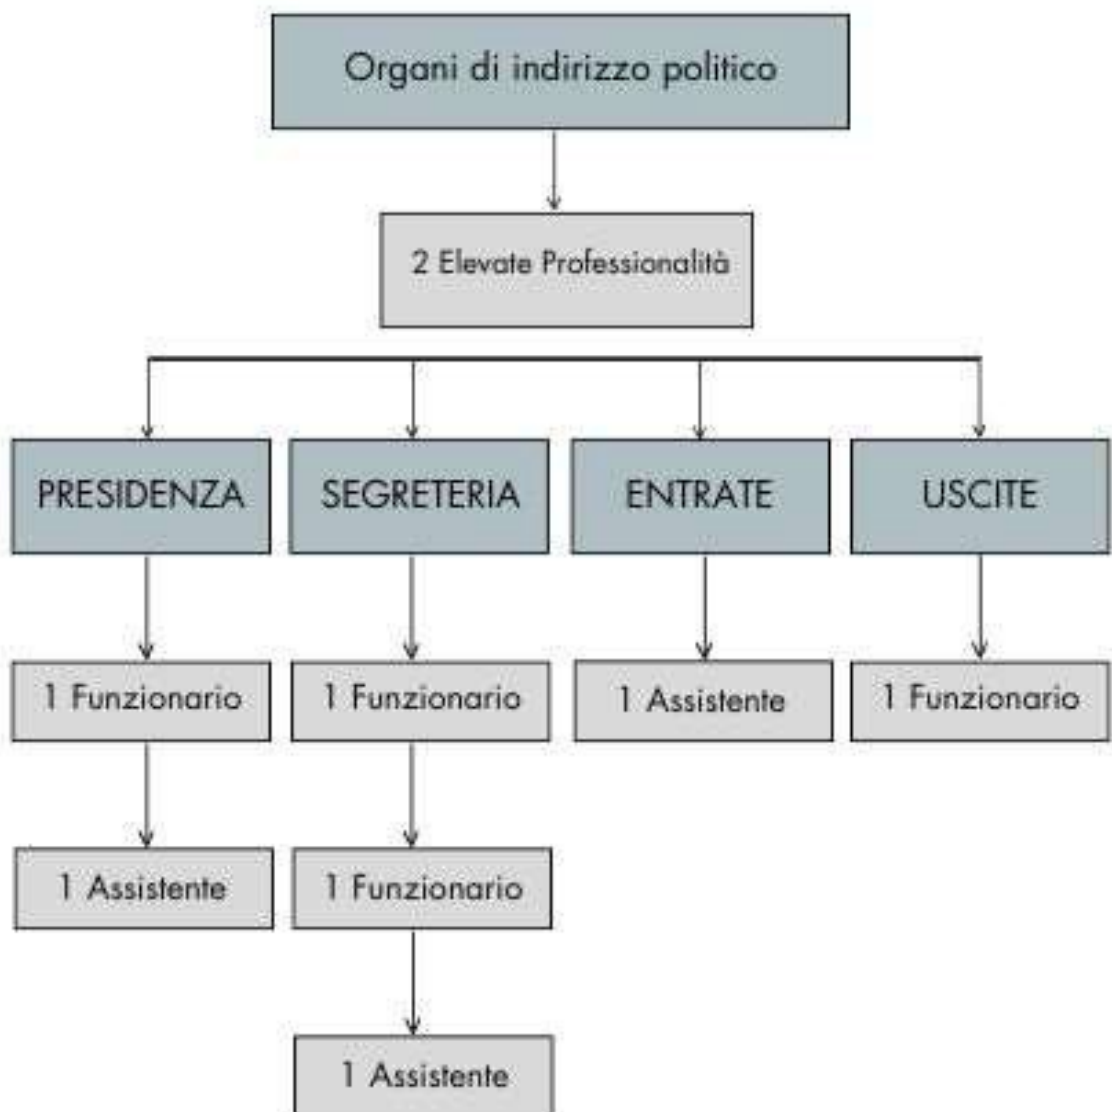 Organi di indirizzo politico
2 Elevate Professionalità
PRESIDENZA
SEGRETERIA
ENTRATE
USCITE
1 Funzionario
1 Funzionario
1 Assistente
1 Funzionario
1 Assistente
1 Funzionario
1 Assistente